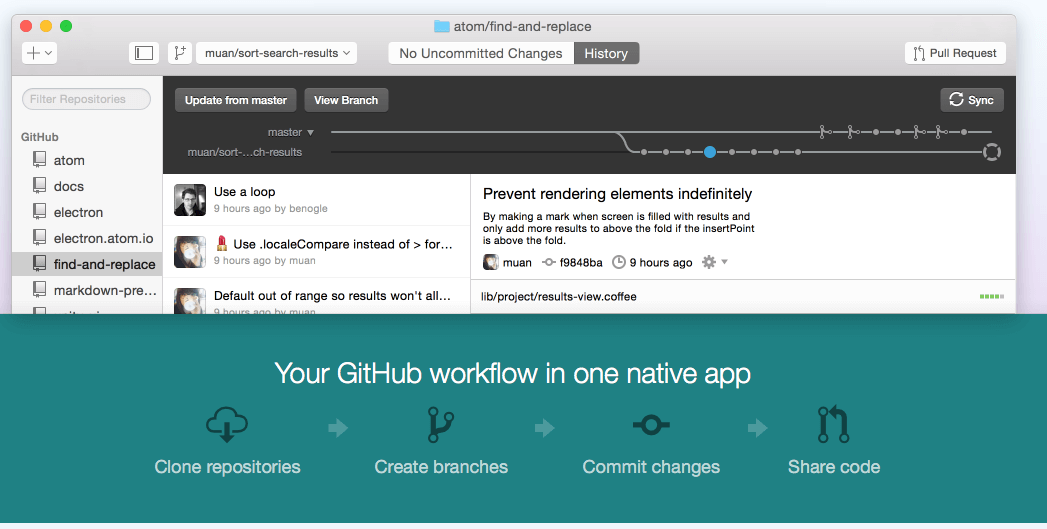 atom/find-and-replace
muan/sort-search-results
No Uncommitted Changes
History
Pull Request
Filter Repositories
GitHub
atom
docs
electron
electron.atom.io
find-and-replace
markdown-pre...
Update from master
View Branch
Sync
master
muan/sort-...ch-results
Use a loop
9 hours ago by benogle
💄 Use .localeCompare instead of > for...
9 hours ago by muan
Default out of range so results won't all...
9 hours ago by muan
Prevent rendering elements indefinitely
By making a mark when screen is filled with results and
only add more results to above the fold if the insertPoint
is above the fold.
muan f9848ba 9 hours ago
lib/project/results-view.coffee
Your GitHub workflow in one native app
Clone repositories
Create branches
Commit changes
Share code